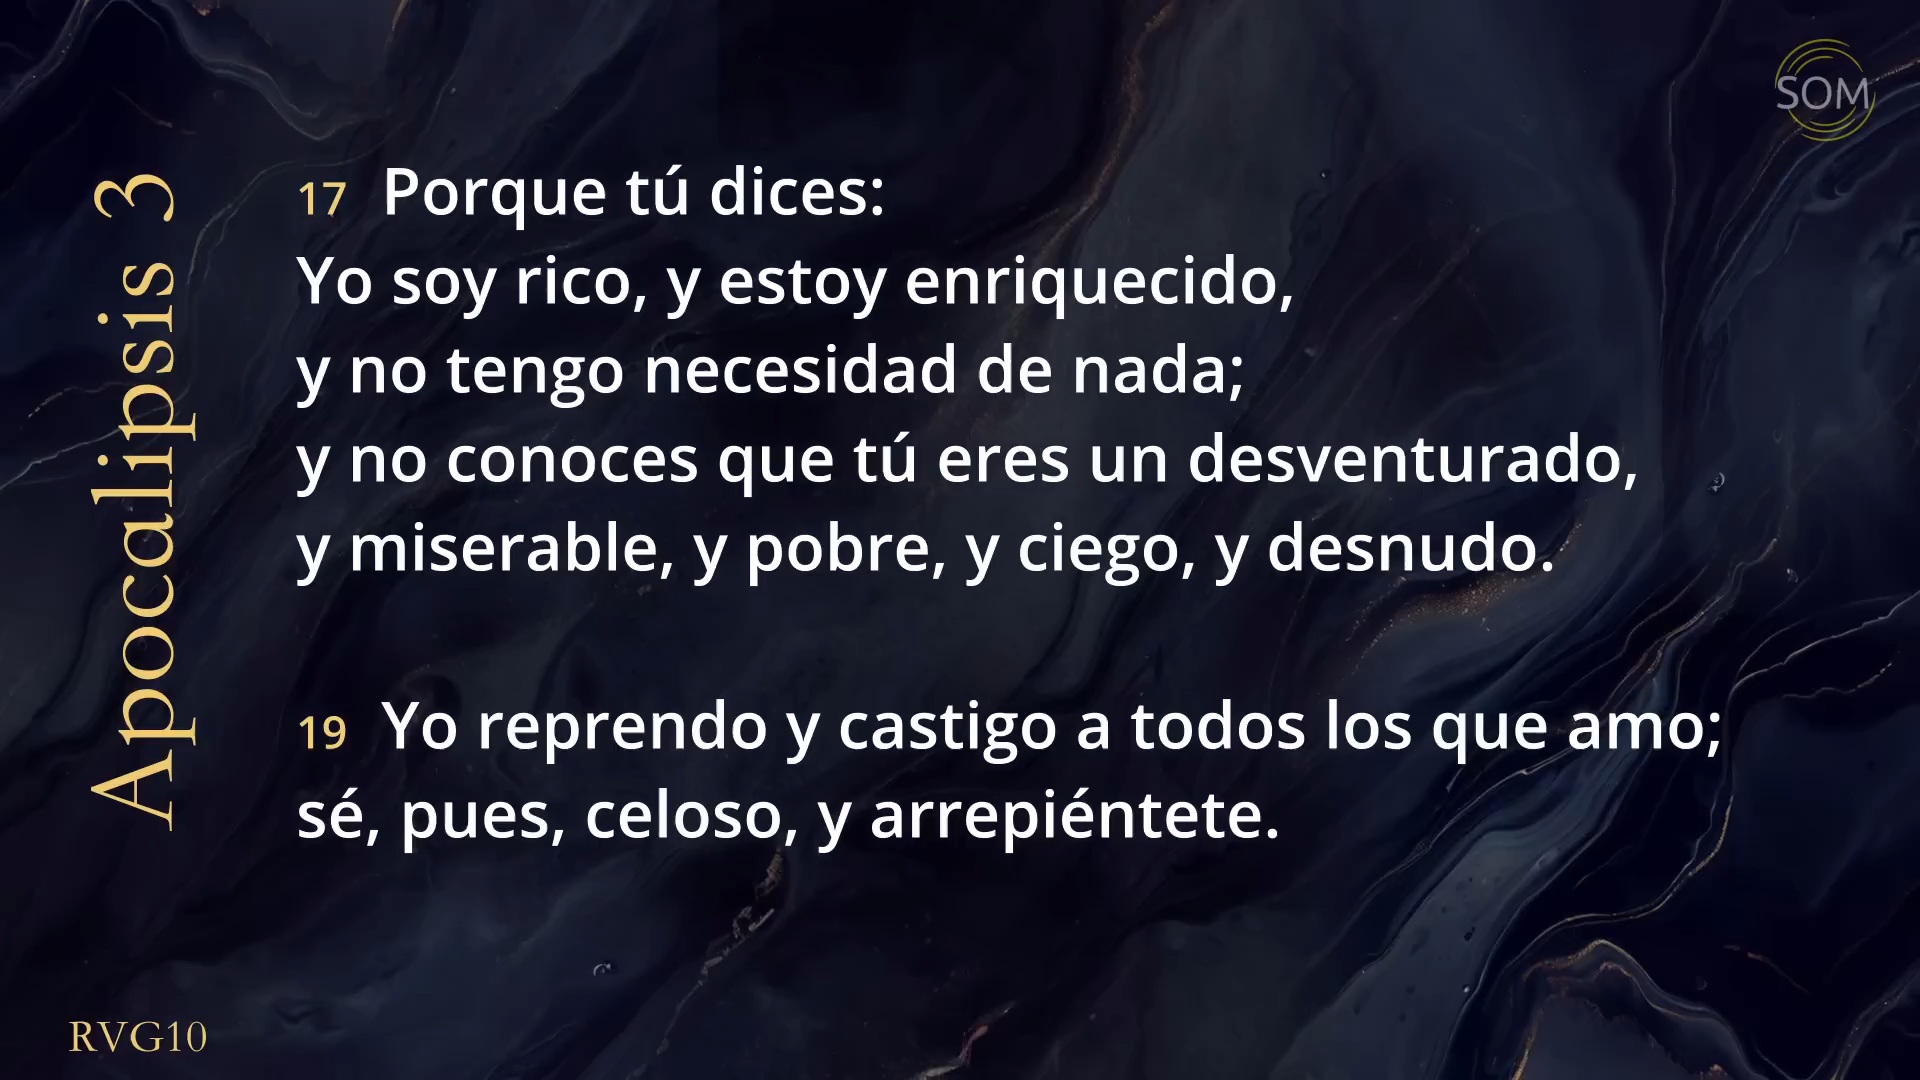 SOM
Apocalipsis 3
17 Porque tú dices:
Yo soy rico, y estoy enriquecido,
y no tengo necesidad de nada;
y no conoces que tú eres un desventurado,
y miserable, y pobre, y ciego, y desnudo.
19 Yo reprendo y castigo a todos los que amo;
sé, pues, celoso, y arrepiéntete.
RVG10